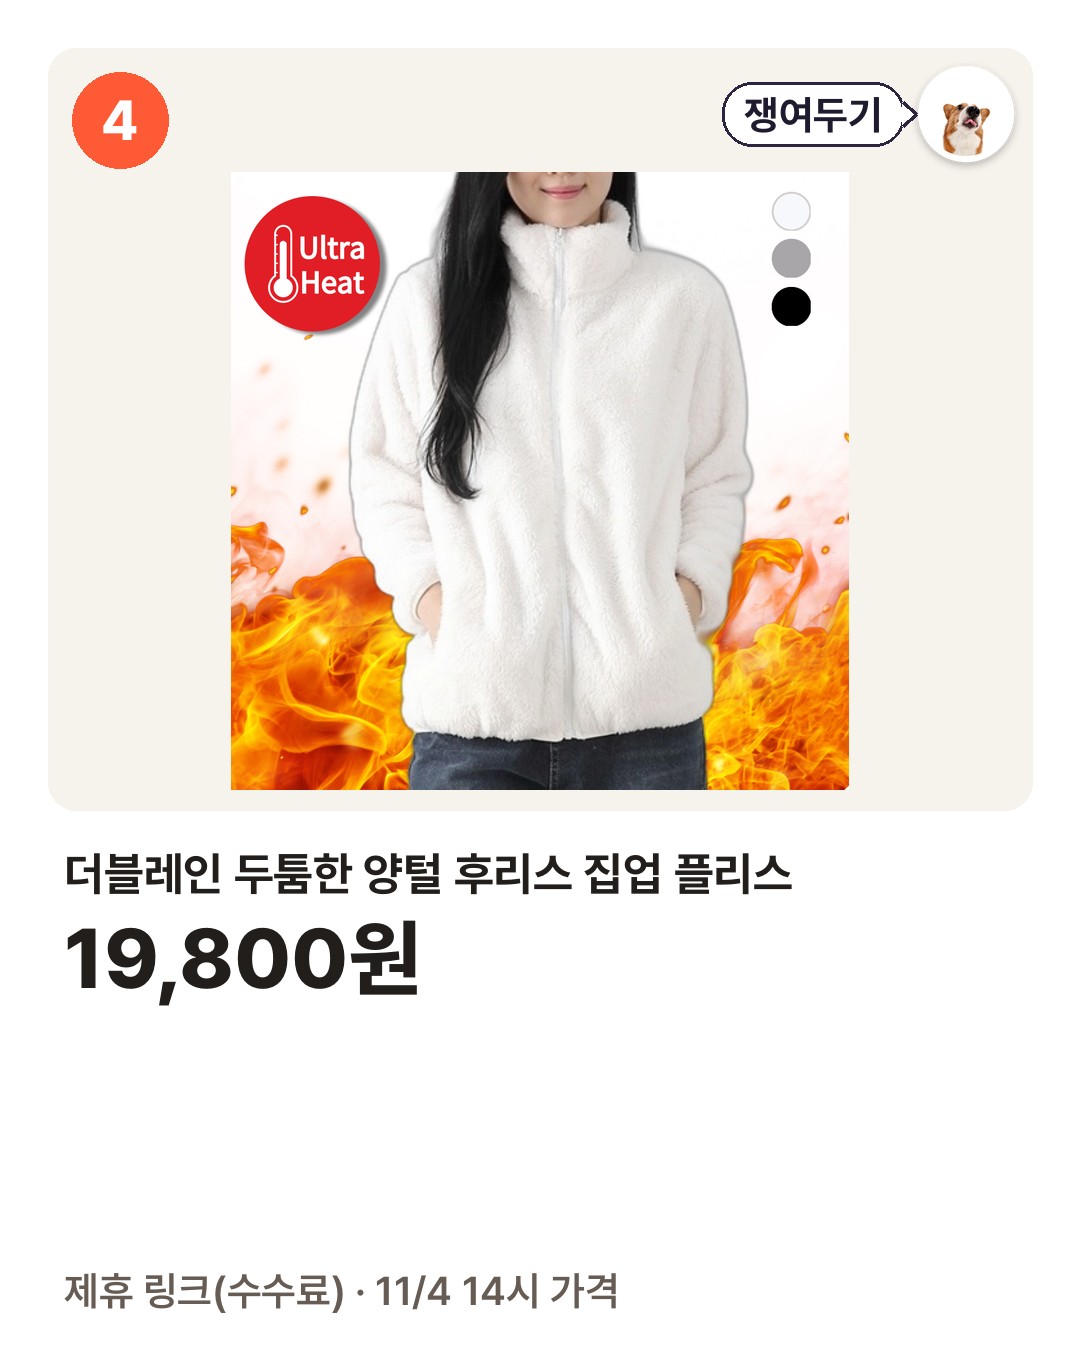 4
쟁여두기
Ultra
Heat
더블레인 두툼한 양털 후리스 집업 플리스
19,800원
제휴 링크(수수료) · 11/4 14시 가격